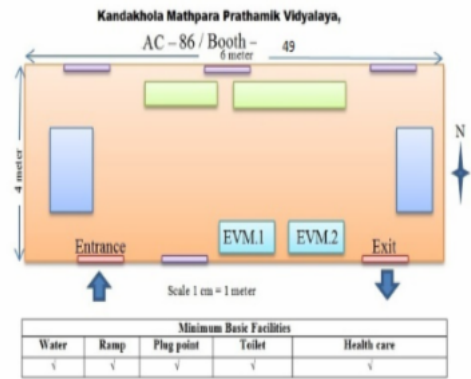 Kandakhola Mathpara Prathamik Vidyalaya,
AC – 86 / Booth – 49
6 meter
4 meter
N
EVM.1 EVM.2
Entrance Exit
Scale 1 cm = 1 meter
Minimum Basic Facilities
Water Ramp Plug point Toilet Health care
√ √ √ √ √